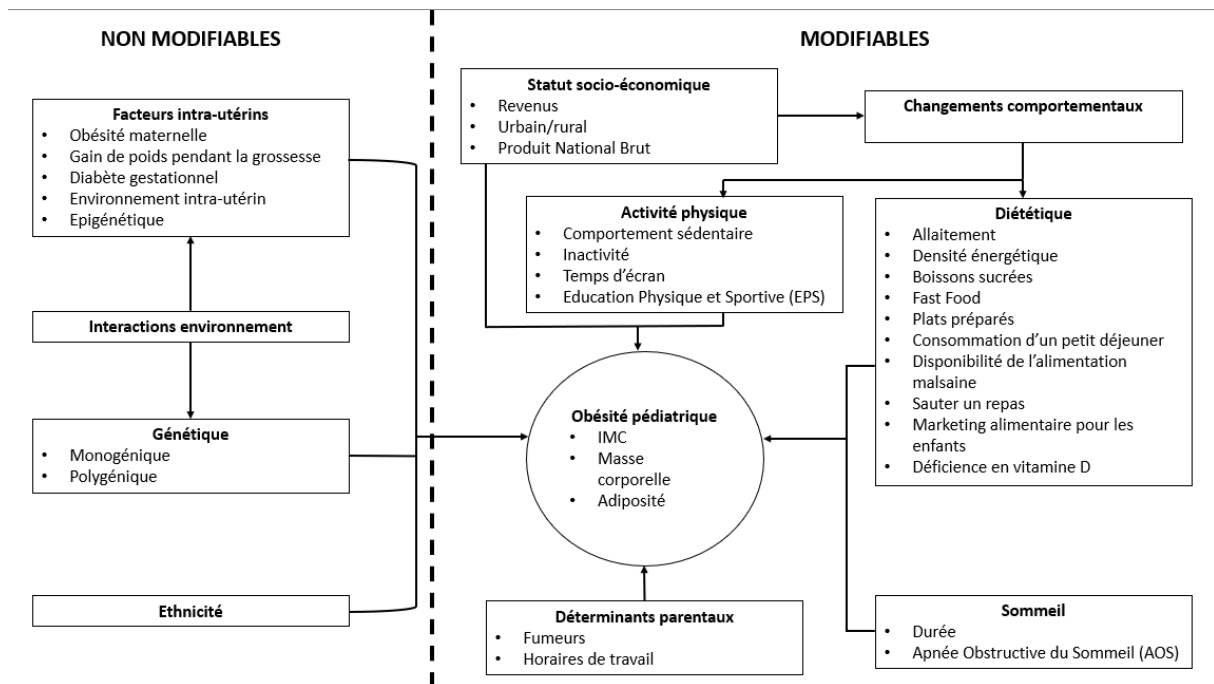 NON MODIFIABLES
Facteurs intra-utérins
• Obésité maternelle
• Gain de poids pendant la grossesse
• Diabète gestationnel
• Environnement intra-utérin
• Epigénétique
Interactions environnement
Génétique
• Monogénique
• Polygénique
Ethnicité
MODIFIABLES
Statut socio-économique
• Revenus
• Urbain/rural
• Produit National Brut
Changements comportementaux
Activité physique
• Comportement sédentaire
• Inactivité
• Temps d'écran
• Education Physique et Sportive (EPS)
Diététique
• Allaitement
• Densité énergétique
• Boissons sucrées
• Fast Food
• Plats préparés
• Consommation d'un petit déjeuner
• Disponibilité de l'alimentation
malsaine
• Sauter un repas
• Marketing alimentaire pour les
enfants
• Déficience en vitamine D
Obésité pédiatrique
• IMC
• Masse
corporelle
• Adiposité
Déterminants parentaux
• Fumeurs
• Horaires de travail
Sommeil
• Durée
• Apnée Obstructive du Sommeil (AOS)